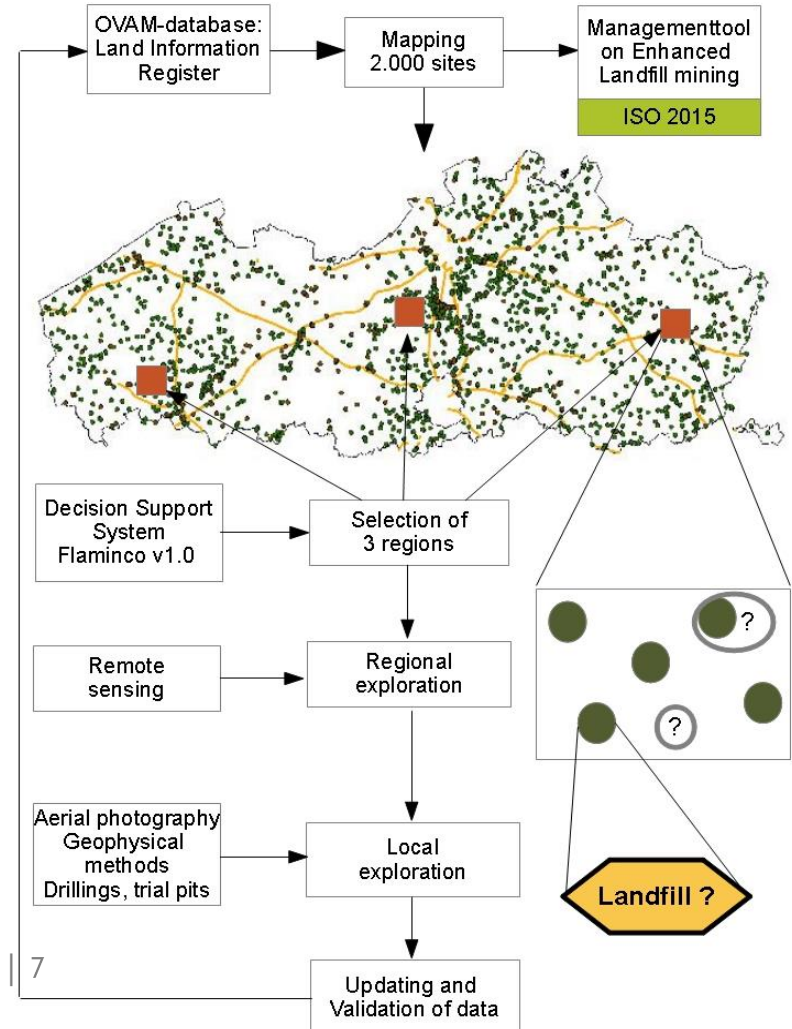 OVAM-database:
Land Information
Register
Mapping
2.000 sites
Managementtool
on Enhanced
Landfill mining
ISO 2015
Decision Support
System
Flaminco v1.0
Selection of
3 regions
Remote
sensing
Regional
exploration
?
?
Aerial photography
Geophysical
methods
Drillings, trial pits
Local
exploration
Landfill ?
| 7
Updating and
Validation of data